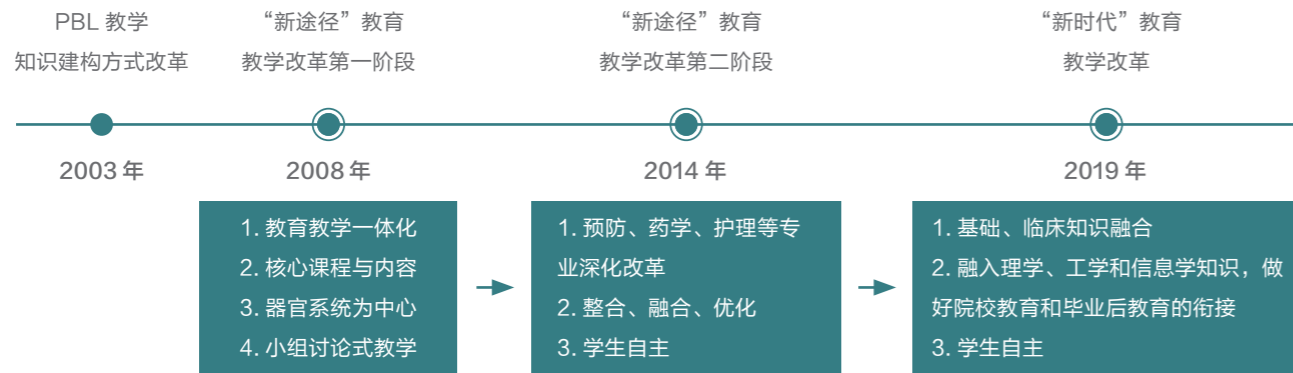 PBL 教学
知识建构方式改革
“新途径”教育
教学改革第一阶段
“新途径”教育
教学改革第二阶段
“新时代”教育
教学改革
2003 年
2008 年
2014 年
2019 年
1. 教育教学一体化
2. 核心课程与内容
3. 器官系统为中心
4. 小组讨论式教学
1. 预防、药学、护理等专
业深化改革
2. 整合、融合、优化
3. 学生自主
1. 基础、临床知识融合
2. 融入理学、工学和信息学知识，做
好院校教育和毕业后教育的衔接
3. 学生自主